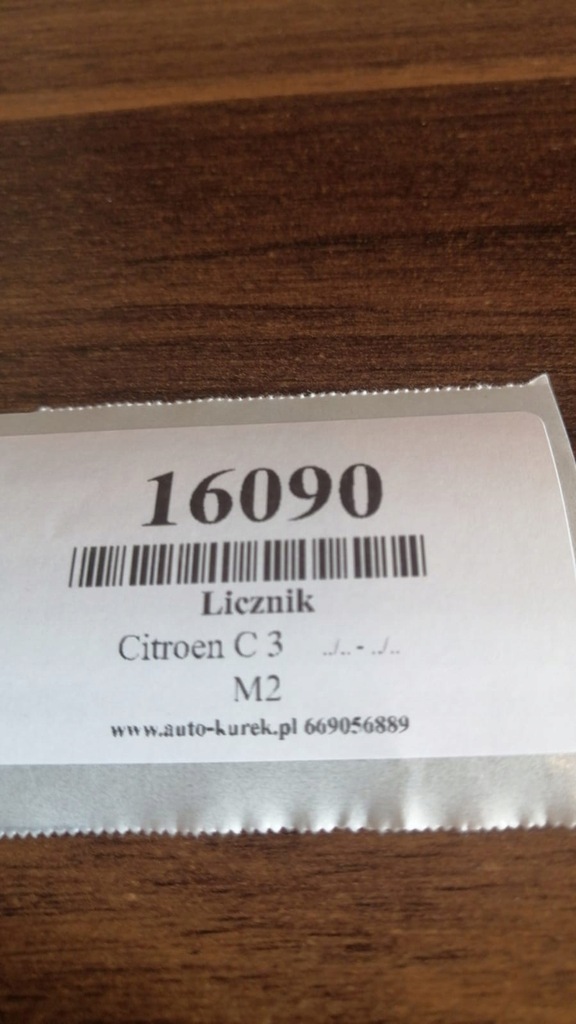 16090
Licznik
Citroen C 3 ../.. - ../..
M2
www.auto-kurek.pl 669056889